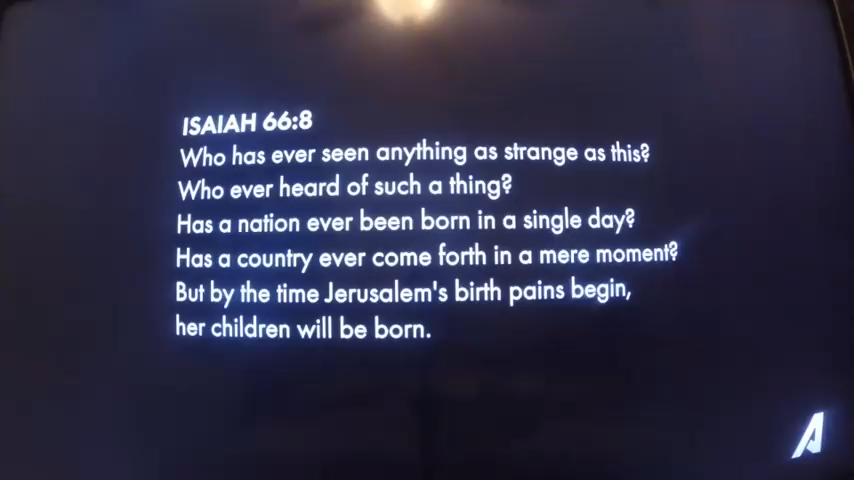 ISAIAH 66:8
Who has ever seen anything as strange as this?
Who ever heard of such a thing?
Has a nation ever been born in a single day?
Has a country ever come forth in a mere moment?
But by the time Jerusalem's birth pains begin,
her children will be born.
A